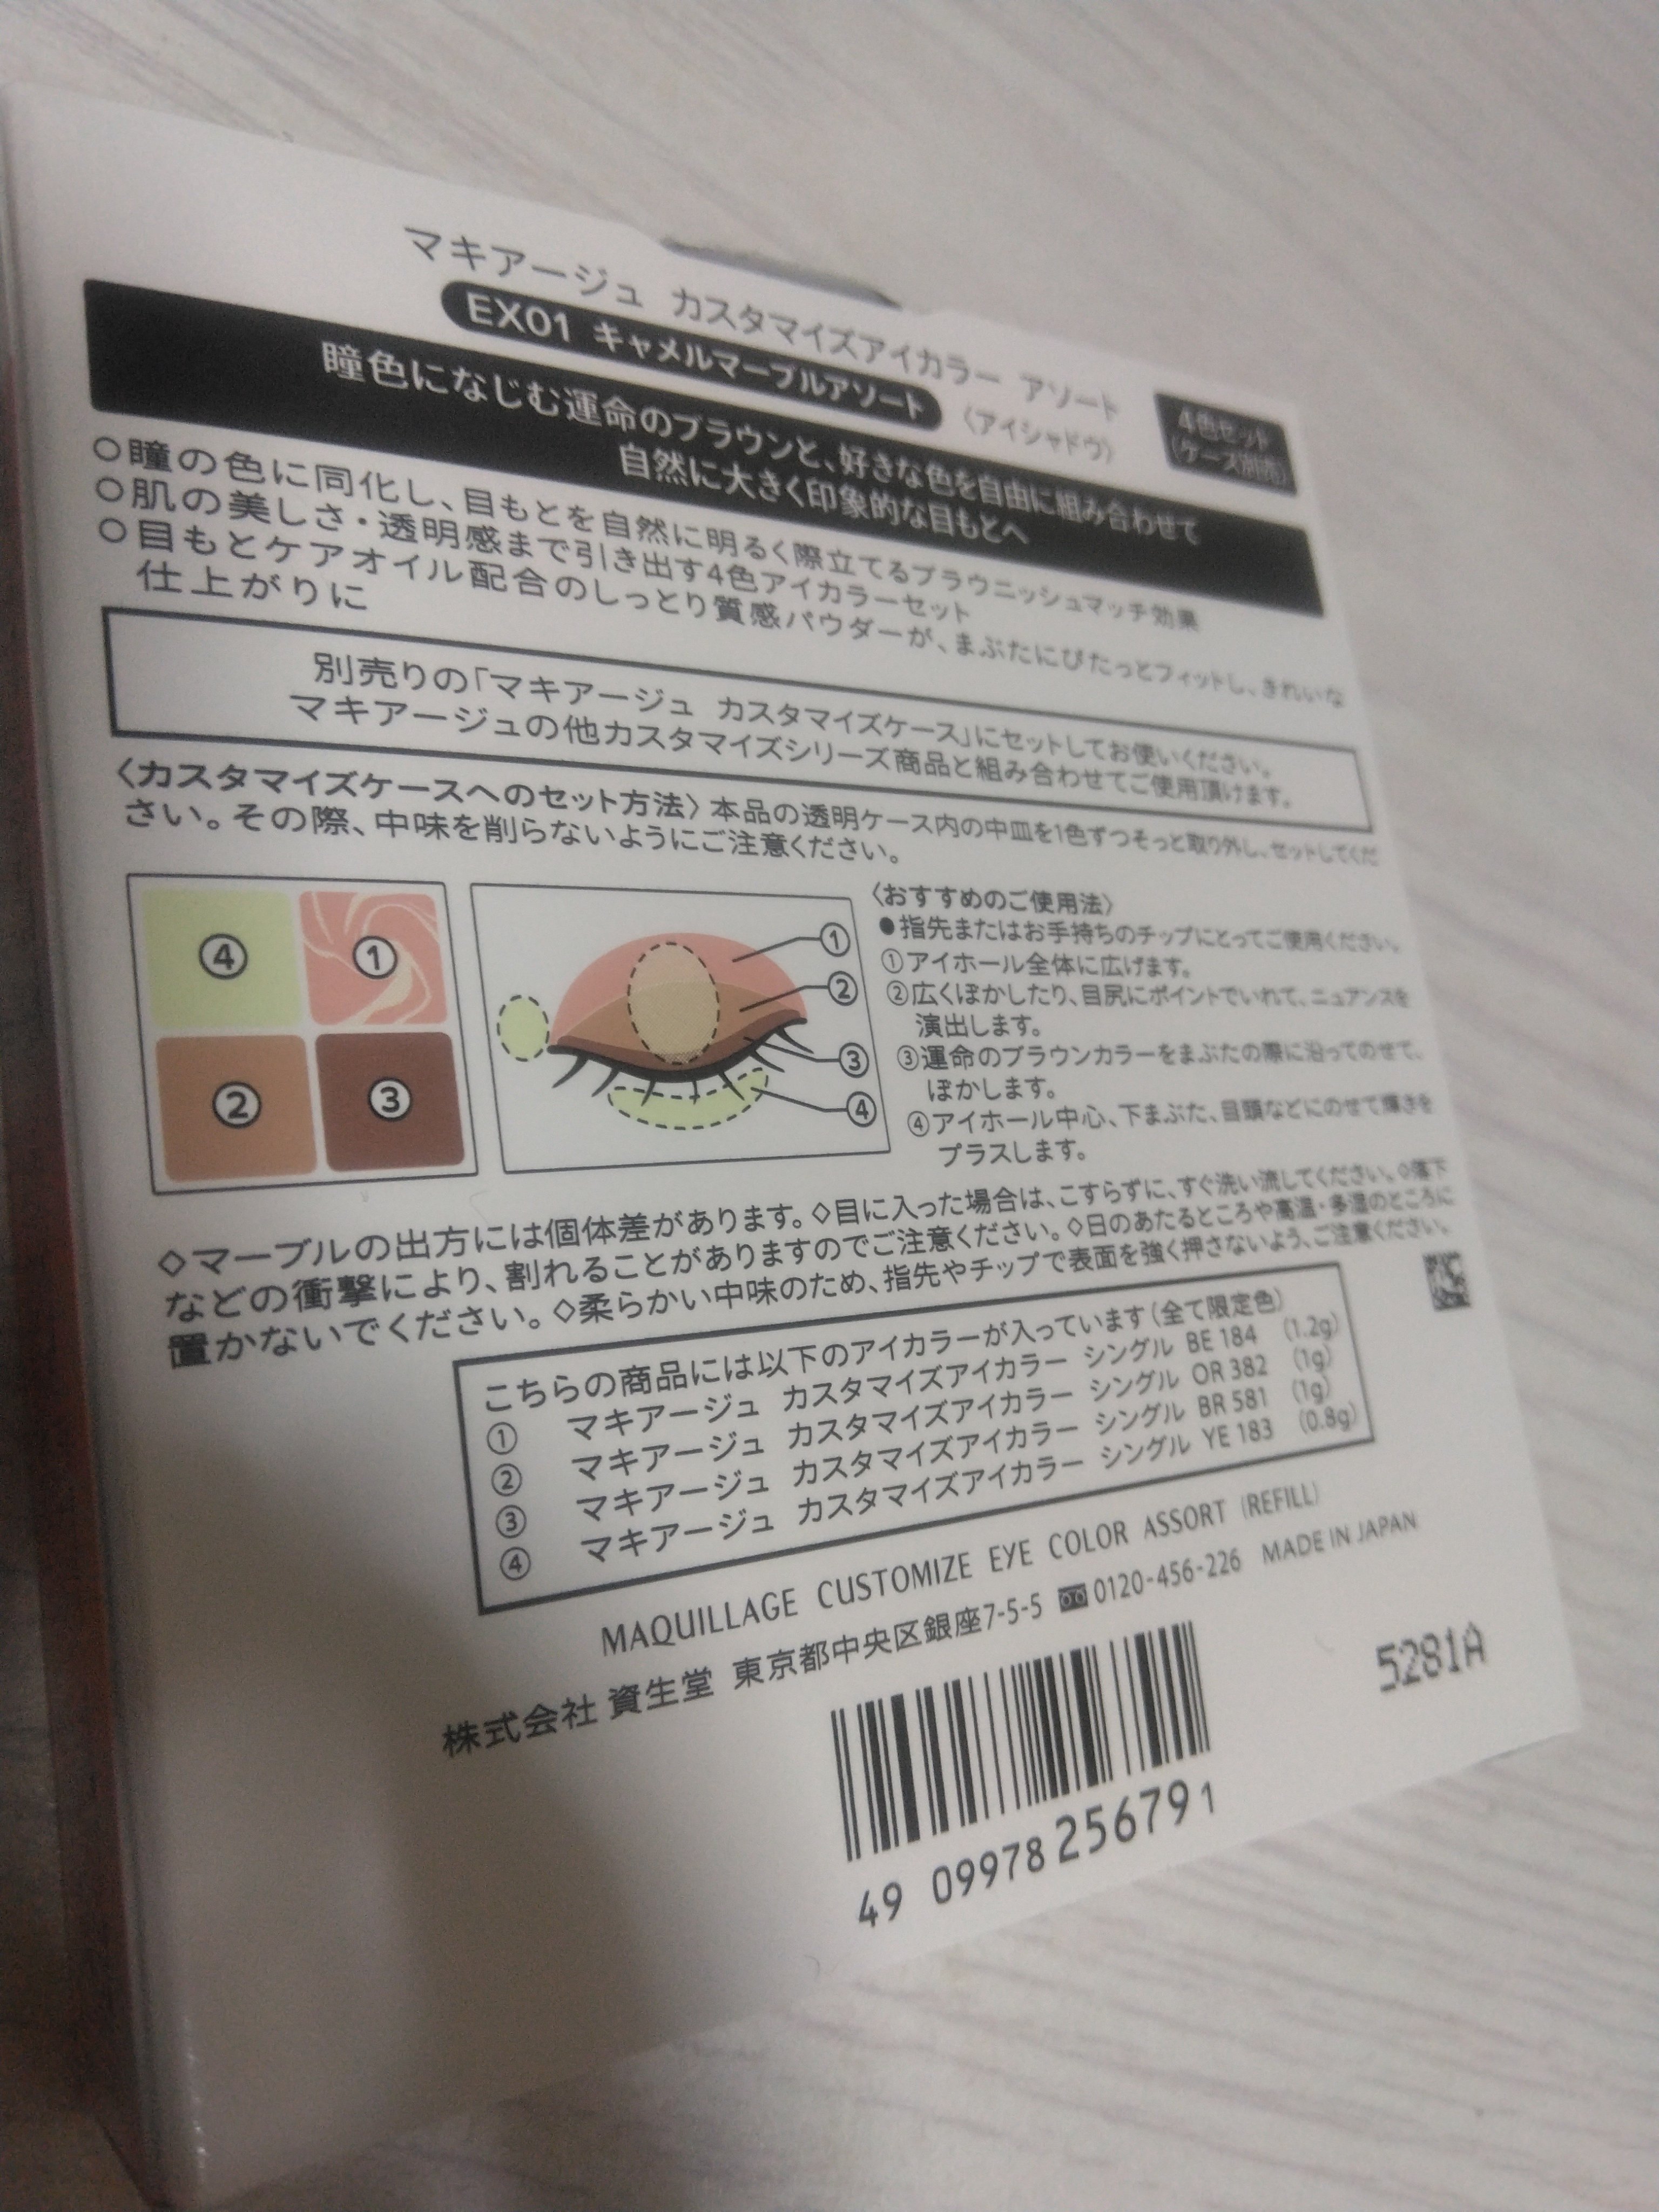 マキアージュ カスタマイズアイカラー アソート
EX01 キャメルマーブルアソート
〈アイシャドウ〉
4色セット
(ケース別売)
瞳色になじむ運命のブラウンと、好きな色を自由に組み合わせて
自然に大きく印象的な目もとへ
○瞳の色に同化し、目もとを自然に明るく際立てるブラウニッシュマッチ効果
○肌の美しさ・透明感まで引き出す4色アイカラーセット
○目もとケアオイル配合のしっとり質感パウダーが、まぶたにぴたっとフィットし、きれいな
仕上がりに
別売りの「マキアージュ カスタマイズケース」にセットしてお使いください。
マキアージュの他カスタマイズシリーズ商品と組み合わせてご使用頂けます。
〈カスタマイズケースへのセット方法〉本品の透明ケース内の中皿を1色ずつそっと取り外し、セットしてくだ
さい。その際、中味を削らないようにご注意ください。
④ ①
② ③
①
②
③
④
〈おすすめのご使用法〉
●指先またはお手持ちのチップにとってご使用ください。
①アイホール全体に広げます。
②広くぼかしたり、目尻にポイントでいれて、ニュアンスを
演出します。
③運命のブラウンカラーをまぶたの際に沿ってのせて、
ぼかします。
④アイホール中心、下まぶた、目頭などにのせて輝きを
プラスします。
◇マーブルの出方には個体差があります。◇目に入った場合は、こすらずに、すぐ洗い流してください。◇落下
などの衝撃により、割れることがありますのでご注意ください。◇日のあたるところや高温・多湿のところに
置かないでください。◇柔らかい中味のため、指先やチップで表面を強く押さないよう、ご注意ください。
こちらの商品には以下のアイカラーが入っています（全て限定色）
① マキアージュ カスタマイズアイカラー シングル BE 184 (1.2g)
② マキアージュ カスタマイズアイカラー シングル OR 382 (1g)
③ マキアージュ カスタマイズアイカラー シングル BR 581 (1g)
④ マキアージュ カスタマイズアイカラー シングル YE 183 (0.8g)
MAQUILLAGE CUSTOMIZE EYE COLOR ASSORT (REFILL)
株式会社 資生堂 東京都中央区銀座7-5-5 0120-456-226 MADE IN JAPAN
5281A
49 09978 25679 1